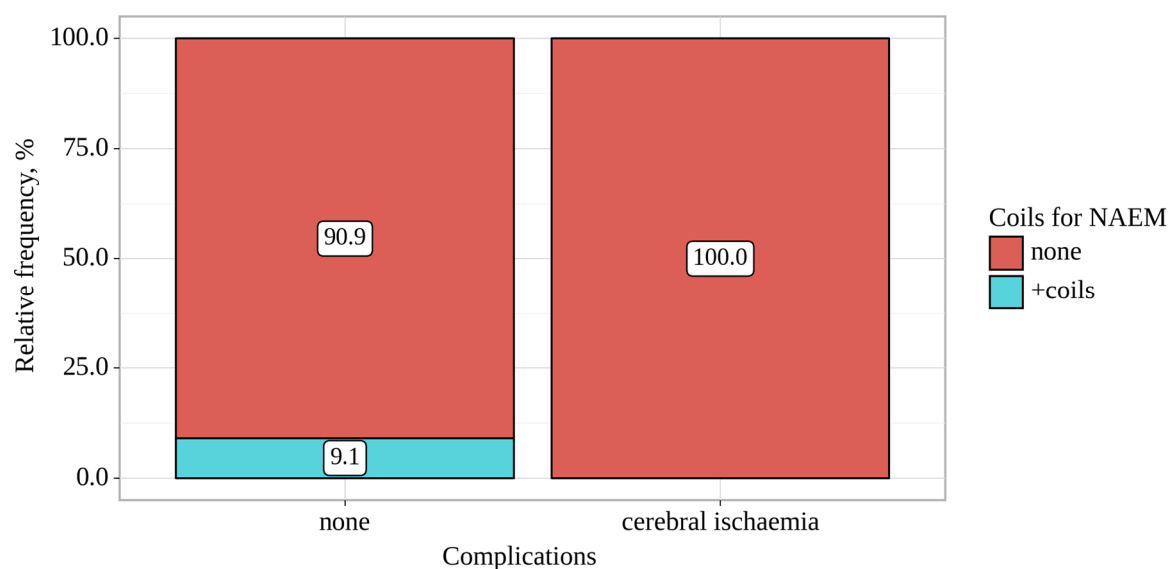 100.0
75.0
50.0
25.0
0.0
Relative frequency, %
90.9
9.1
100.0
none
cerebral ischaemia
Complications
Coils for NAEM
none
+coils